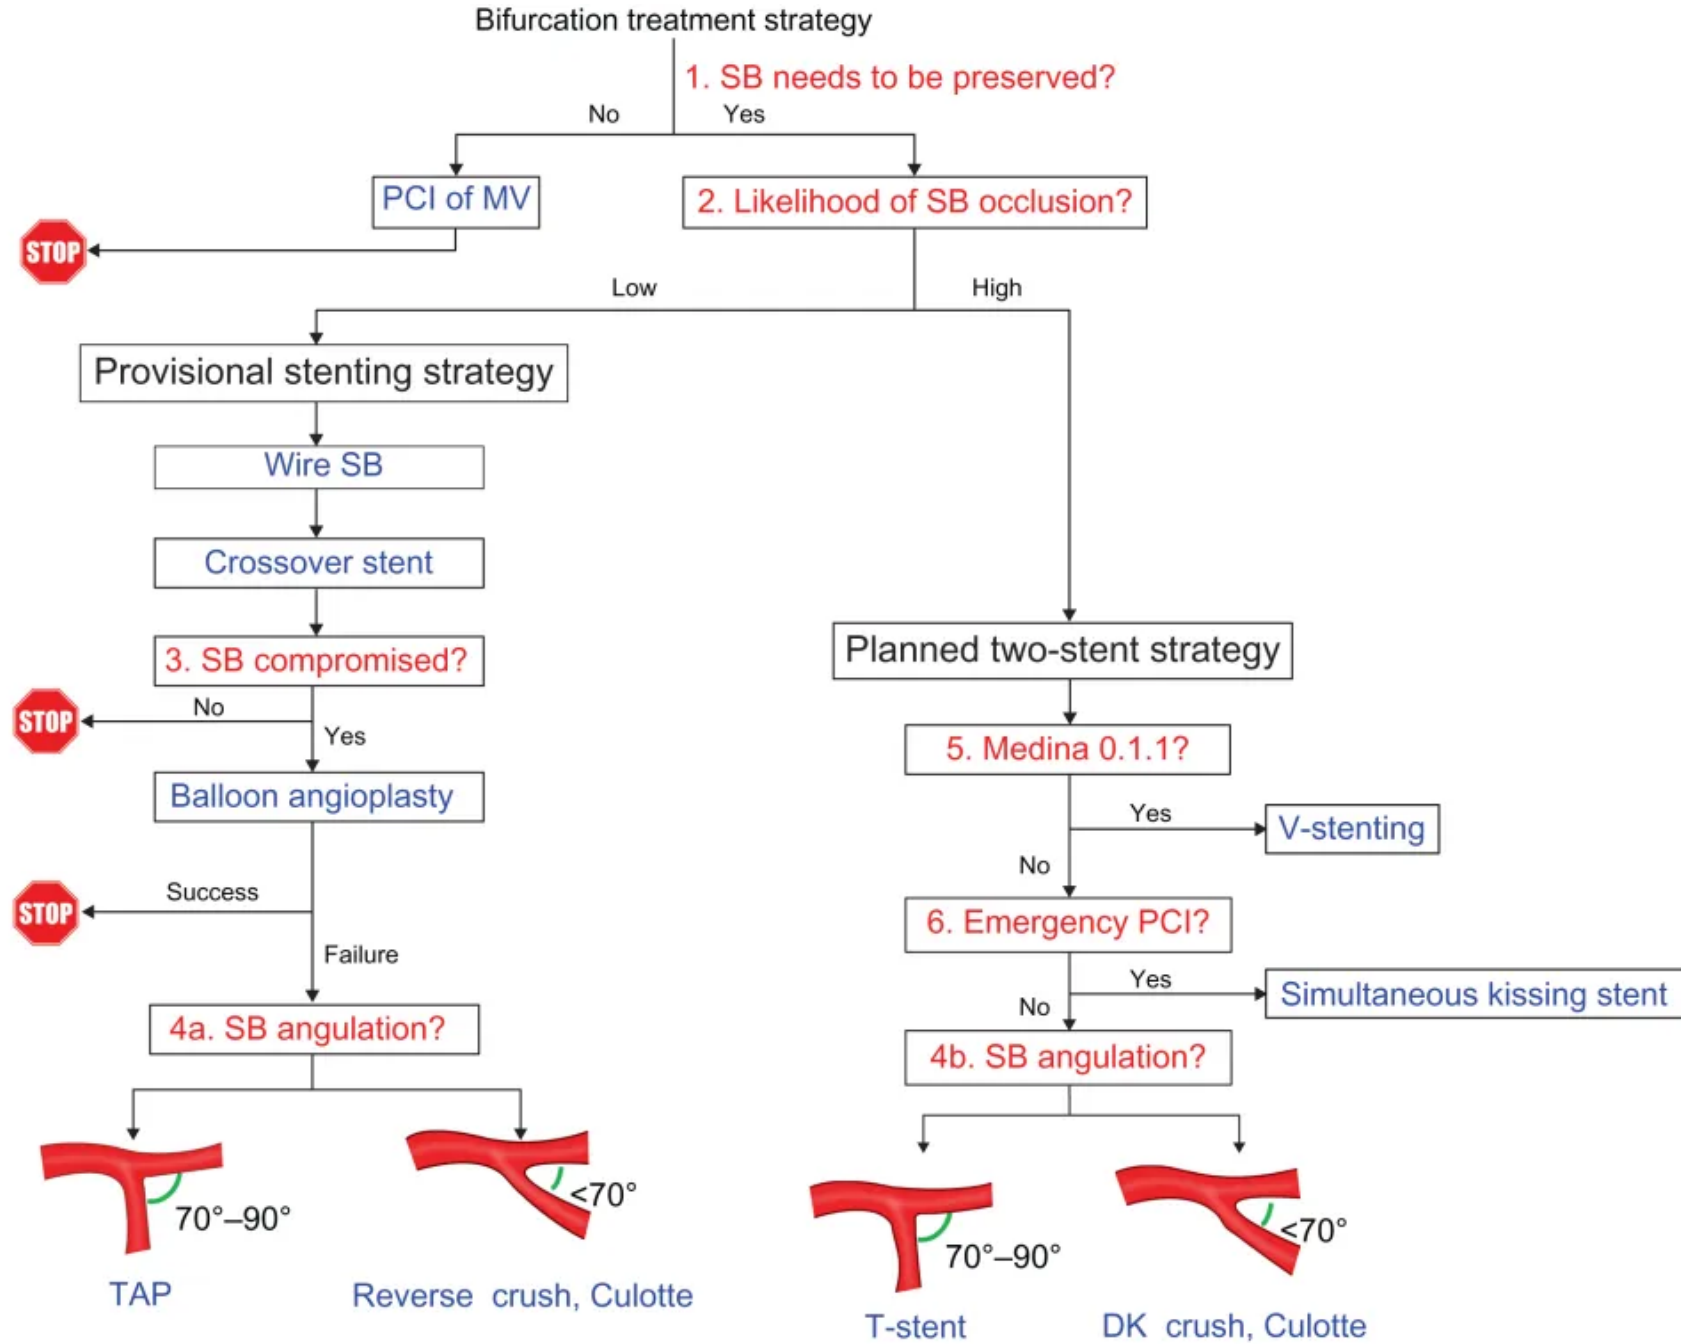 Bifurcation treatment strategy
1. SB needs to be preserved?
No
Yes
PCI of MV
2. Likelihood of SB occlusion?
STOP
Low
High
Provisional stenting strategy
Wire SB
Crossover stent
3. SB compromised?
STOP
No
Yes
Balloon angioplasty
STOP
Success
Failure
4a. SB angulation?
70°–90°
<70°
TAP
Reverse crush, Culotte
Planned two-stent strategy
5. Medina 0.1.1?
Yes
V-stenting
No
6. Emergency PCI?
Yes
Simultaneous kissing stent
No
4b. SB angulation?
70°–90°
<70°
T-stent
DK crush, Culotte